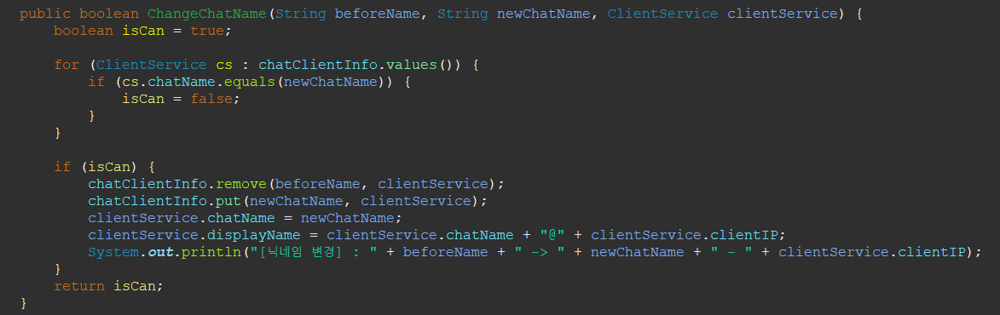 public boolean ChangeChatName(String beforeName, String newChatName, ClientService clientService) {
    boolean isCan = true;

    for (ClientService cs : chatClientInfo.values()) {
        if (cs.chatName.equals(newChatName)) {
            isCan = false;
        }
    }

    if (isCan) {
        chatClientInfo.remove(beforeName, clientService);
        chatClientInfo.put(newChatName, clientService);
        clientService.chatName = newChatName;
        clientService.displayName = clientService.chatName + "@" + clientService.clientIP;
        System.out.println("[닉네임 변경] : " + beforeName + " -> " + newChatName + " - " + clientService.clientIP);
    }
    return isCan;
}